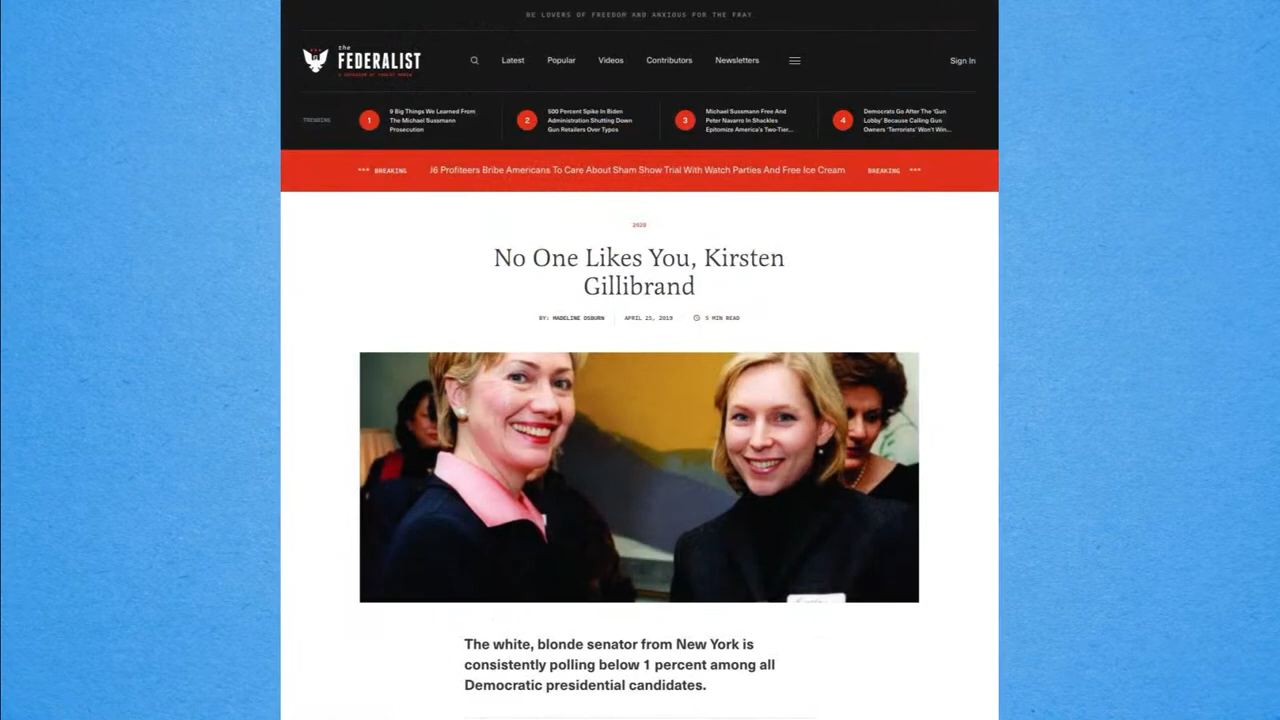 BE LOVERS OF FREEDOM AND ANXIOUS FOR THE FRAY
the
FEDERALIST
Latest Popular Videos Contributors Newsletters Sign In
TRENDING
1
9 Big Things We Learned From
The Michael Sussmann
Prosecution
2
500 Percent Spike In Biden
Administration Shutting Down
Gun Retailers Over Typos
3
Michael Sussmann Free And
Peter Navarro In Shackles
Epitomize America's Two-Tier...
4
Democrats Go After The 'Gun
Lobby' Because Calling Gun
Owners 'Terrorists' Won't Win...
*** BREAKING J6 Profiteers Bribe Americans To Care About Sham Show Trial With Watch Parties And Free Ice Cream BREAKING ***
2020
No One Likes You, Kirsten
Gillibrand
BY: MADELINE OSBURN APRIL 25, 2019 5 MIN READ
The white, blonde senator from New York is
consistently polling below 1 percent among all
Democratic presidential candidates.